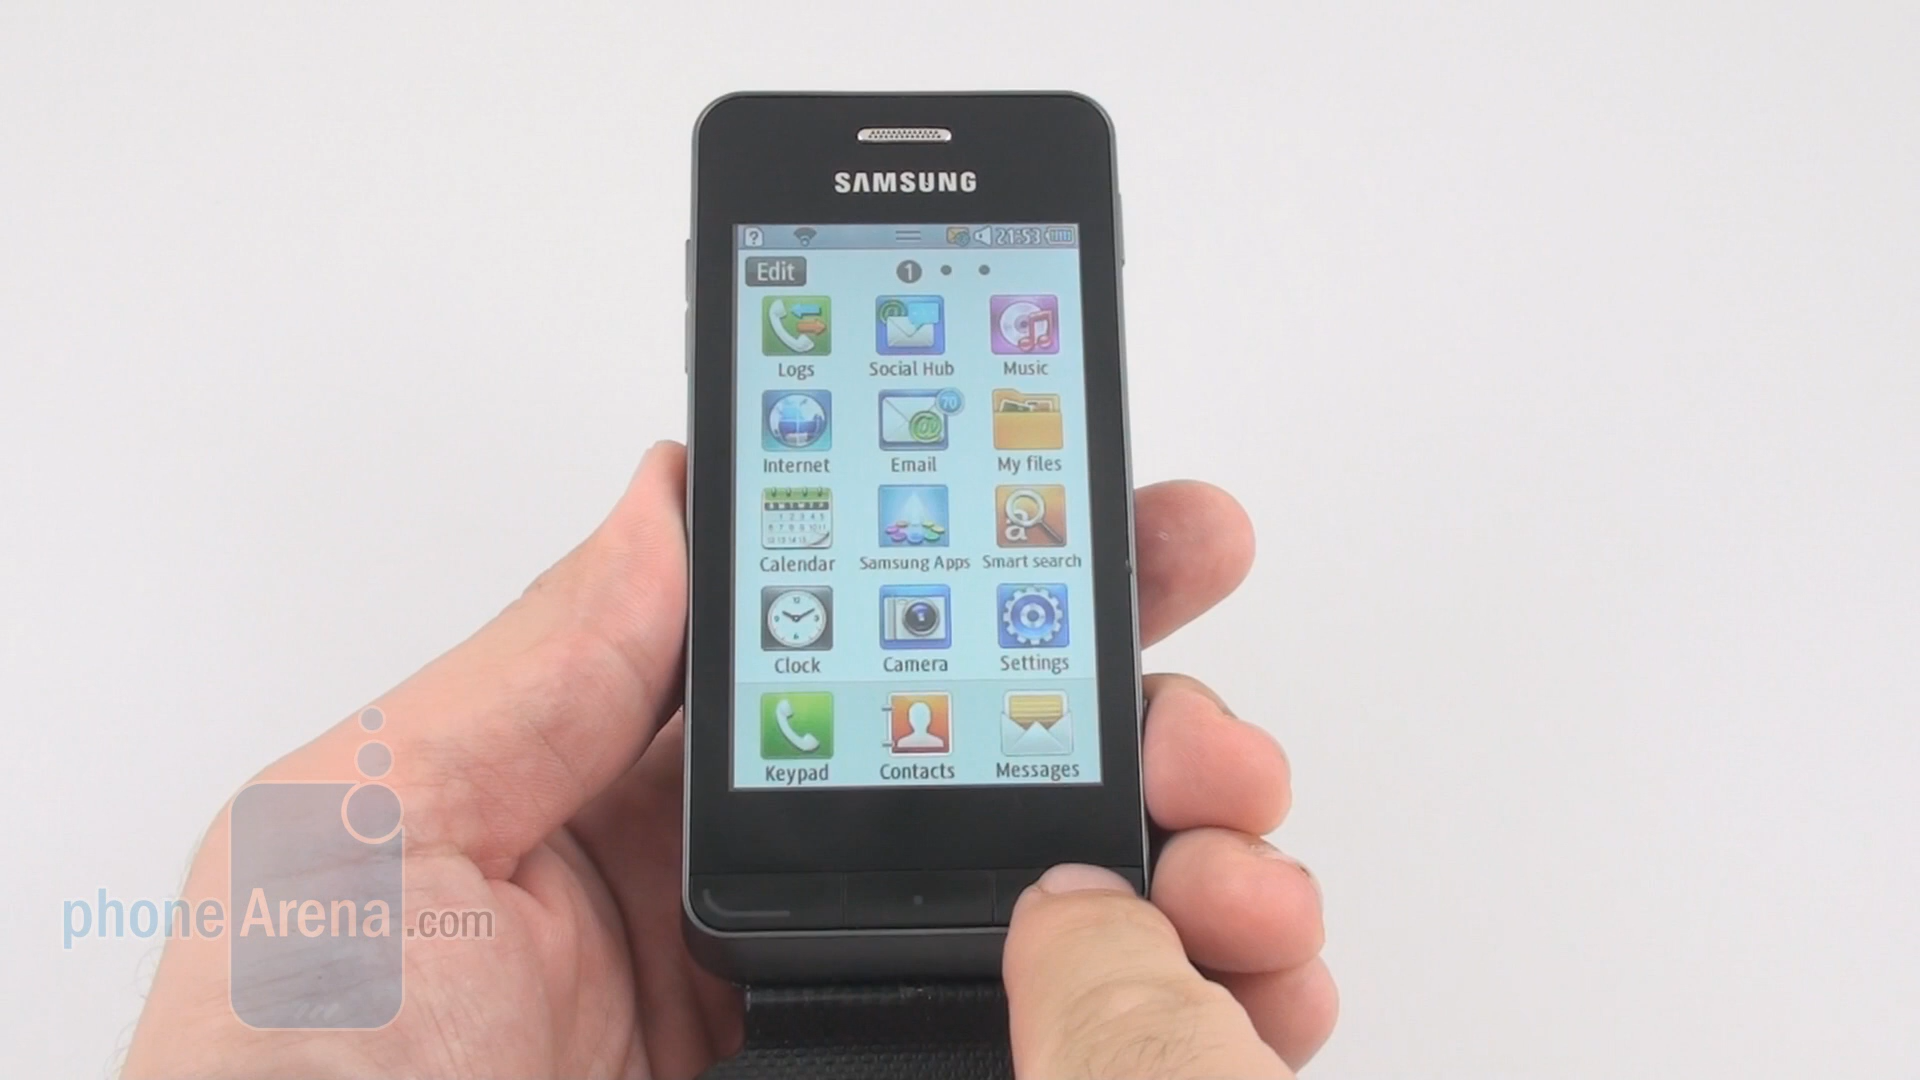 SAMSUNG
21:53
Edit 1
Logs Social Hub Music
70
Internet Email My files
Calendar Samsung Apps Smart search
Clock Camera Settings
Keypad Contacts Messages
phoneArena.com